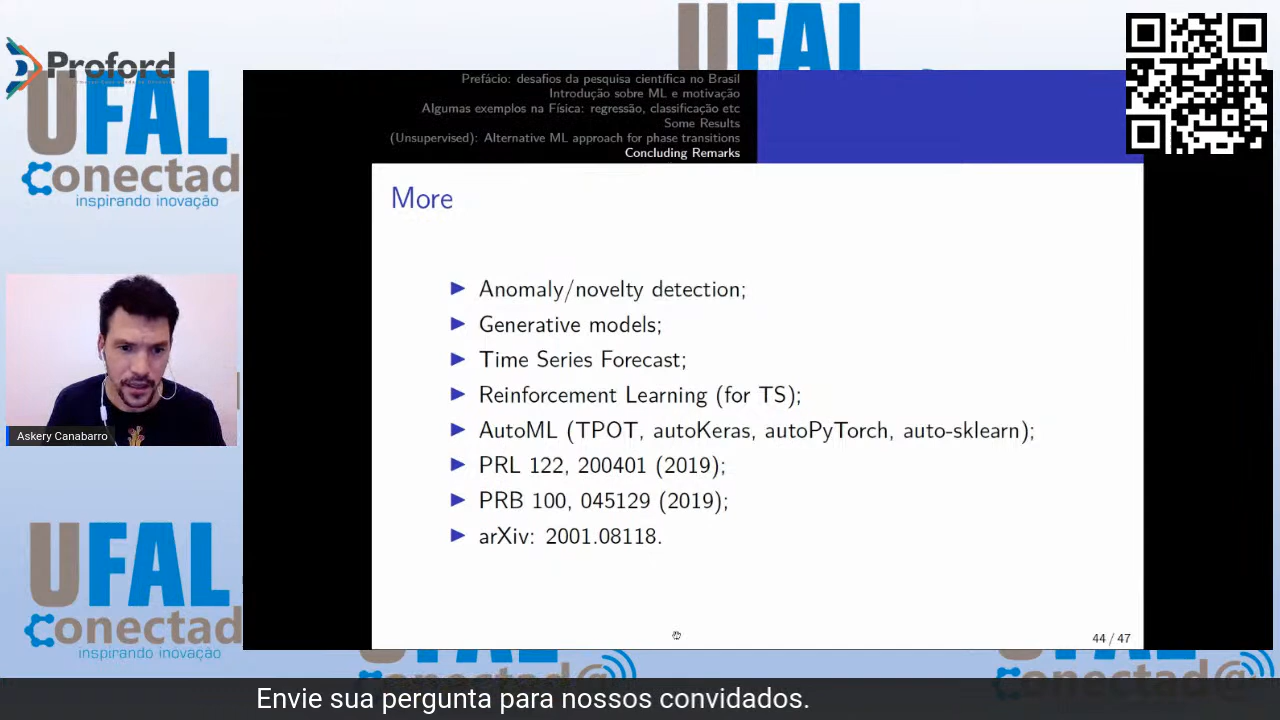 Proford
UFAL
Conectad
inspirando inovação
UFAL
Prefácio: desafios da pesquisa científica no Brasil
Introdução sobre ML e motivação
Algumas exemplos na Física: regressão, classificação etc
Some Results
(Unsupervised): Alternative ML approach for phase transitions
Concluding Remarks
More
▶ Anomaly/novelty detection;
▶ Generative models;
▶ Time Series Forecast;
▶ Reinforcement Learning (for TS);
▶ AutoML (TPOT, autoKeras, autoPyTorch, auto-sklearn);
▶ PRL 122, 200401 (2019);
▶ PRB 100, 045129 (2019);
▶ arXiv: 2001.08118.
44 / 47
Askery Canabarro
UFAL
Conectad
inspirando inovação
Conectad@
Conectad@
Envie sua pergunta para nossos convidados.